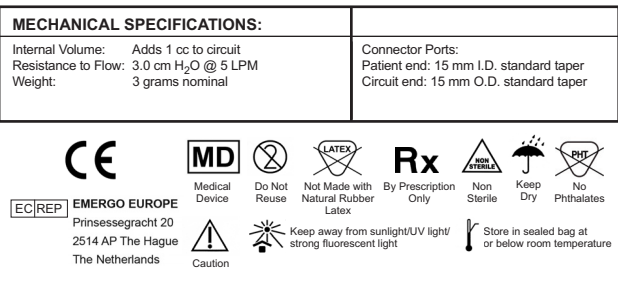 MECHANICAL SPECIFICATIONS:
Internal Volume: Adds 1 cc to circuit
Resistance to Flow: 3.0 cm H2O @ 5 LPM
Weight: 3 grams nominal
Connector Ports:
Patient end: 15 mm I.D. standard taper
Circuit end: 15 mm O.D. standard taper
CE
MD
Medical
Device
2
Do Not
Reuse
LATEX
Not Made with
Natural Rubber
Latex
Rx
By Prescription
Only
NON
STERILE
Non
Sterile
Keep
Dry
PHT
No
Phthalates
EC REP
EMERGO EUROPE
Prinsessegracht 20
2514 AP The Hague
The Netherlands
Caution
Keep away from sunlight/UV light/
strong fluorescent light
Store in sealed bag at
or below room temperature